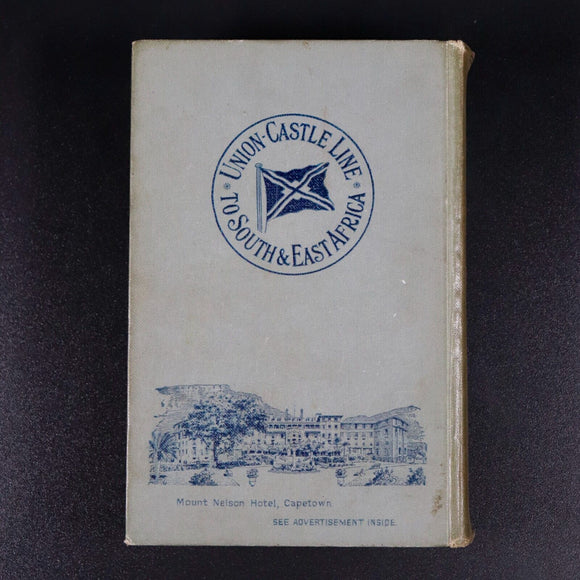 UNION-CASTLE LINE
TO SOUTH & EAST AFRICA
Mount Nelson Hotel, Capetown.
SEE ADVERTISEMENT INSIDE.